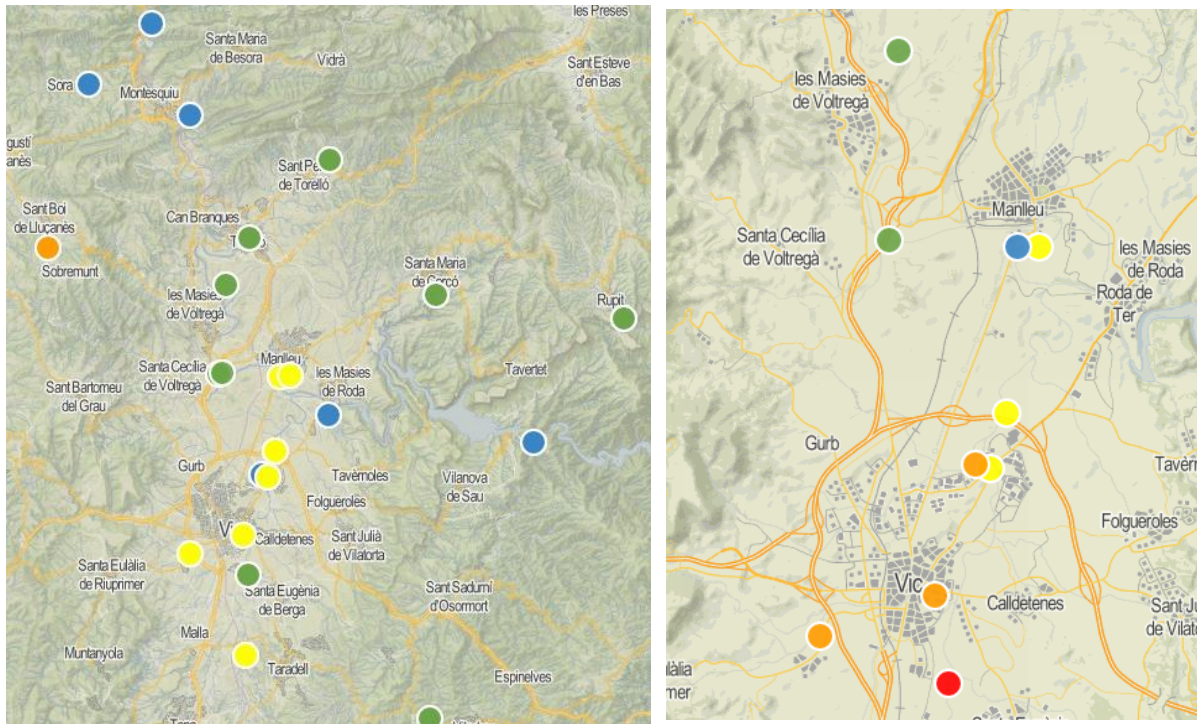 les Preses
Santa Maria
de Besora
Vidrà
Sant Esteve
d'en Bas
Sora
Montesquiu
Sant Pe
de Torelló
Sant Boi
de Lluçanès
Can Branques
Sobremunt
Santa Maria
les Masies
de Voltregà
Rupit
Manlleu
Santa Cecília
de Voltregà
les Masies
de Roda
Tavertet
Sant Bartomeu
del Grau
Gurb
Tavèrnoles
Vilanova
de Sau
Folgueroles
Calldetenes
Sant Julià
de Vilatorta
Santa Eulàlia
de Riuprimer
Santa Eugènia
de Berga
Sant Sadurní
d'Osormort
Malla
Muntanyola
Taradell
Espinelves
les Masies
de Voltregà
Manlleu
Santa Cecília
de Voltregà
les Masies
de Roda
Roda de
Ter
Gurb
Folgueroles
Vic
Calldetenes